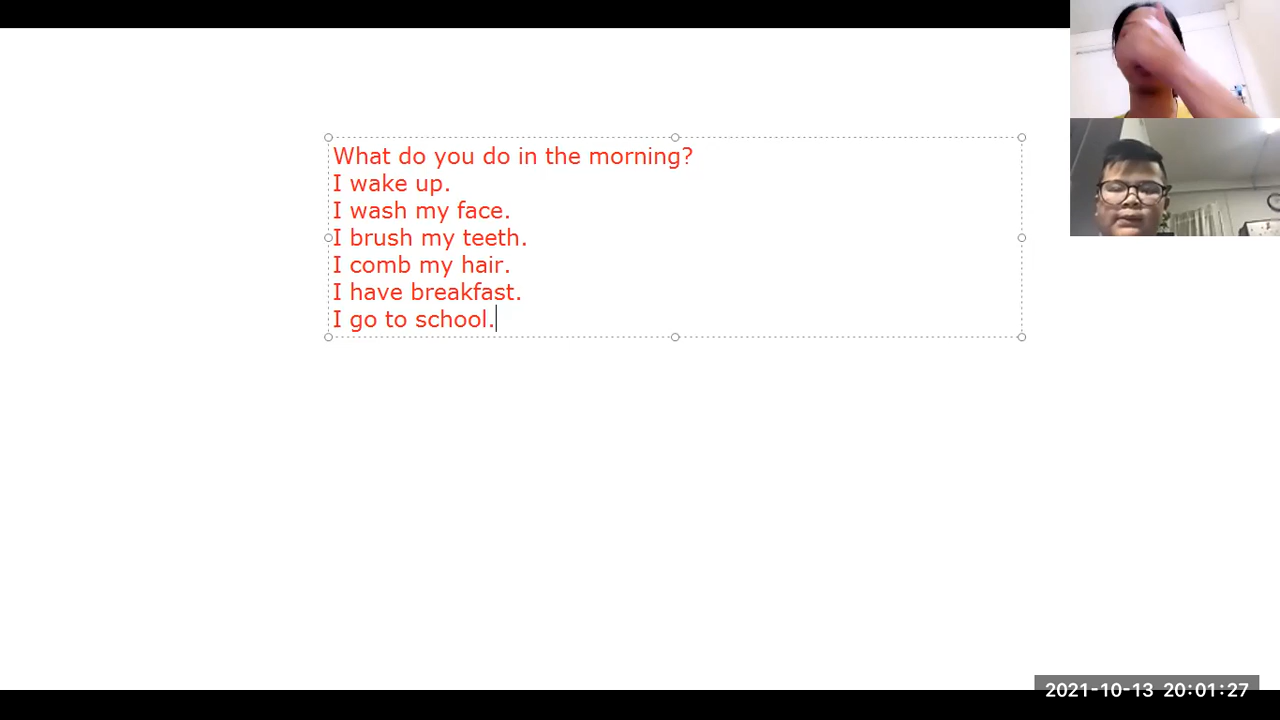 What do you do in the morning?
I wake up.
I wash my face.
I brush my teeth.
I comb my hair.
I have breakfast.
I go to school.
2021-10-13 20:01:27